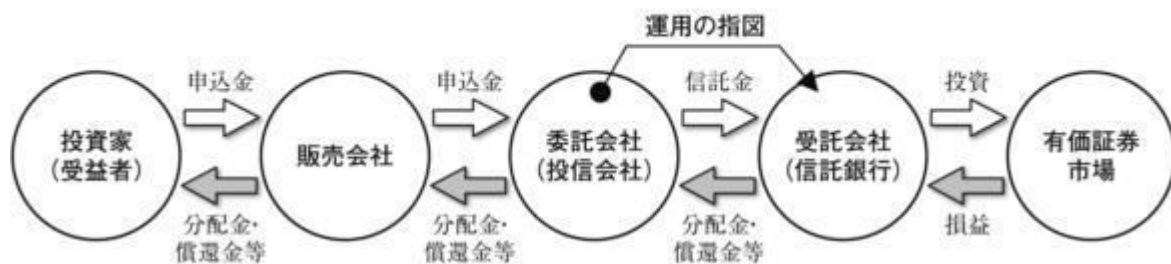 運用の指図
申込金
申込金
信託金
投資
投資家
(受益者)
販売会社
委託会社
(投信会社)
受託会社
(信託銀行)
有価証券
市場
分配金・
償還金等
分配金・
償還金等
分配金・
償還金等
損益